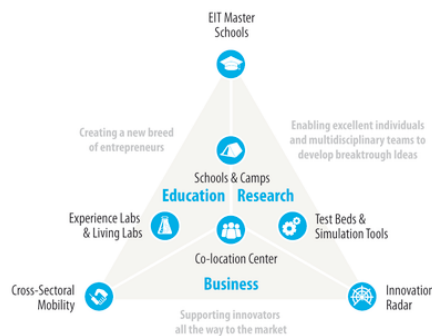 EIT Master
Schools
Creating a new breed
of entrepreneurs
Enabling excellent individuals
and multidisciplinary teams to
develop breaktrough Ideas
Schools & Camps
Education
Research
Experience Labs
& Living Labs
Test Beds &
Simulation Tools
Co-location Center
Business
Cross-Sectoral
Mobility
Innovation
Radar
Supporting innovators
all the way to the market